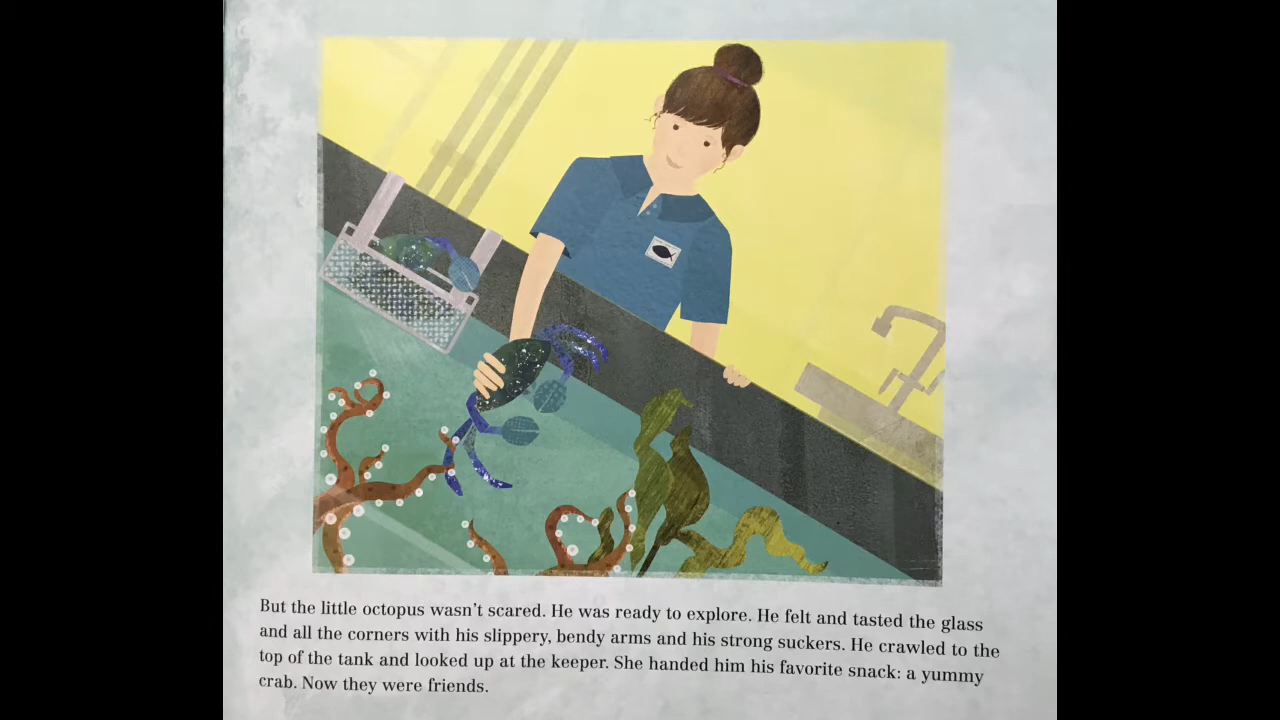 But the little octopus wasn't scared. He was ready to explore. He felt and tasted the glass
and all the corners with his slippery, bendy arms and his strong suckers. He crawled to the
top of the tank and looked up at the keeper. She handed him his favorite snack: a yummy
crab. Now they were friends.